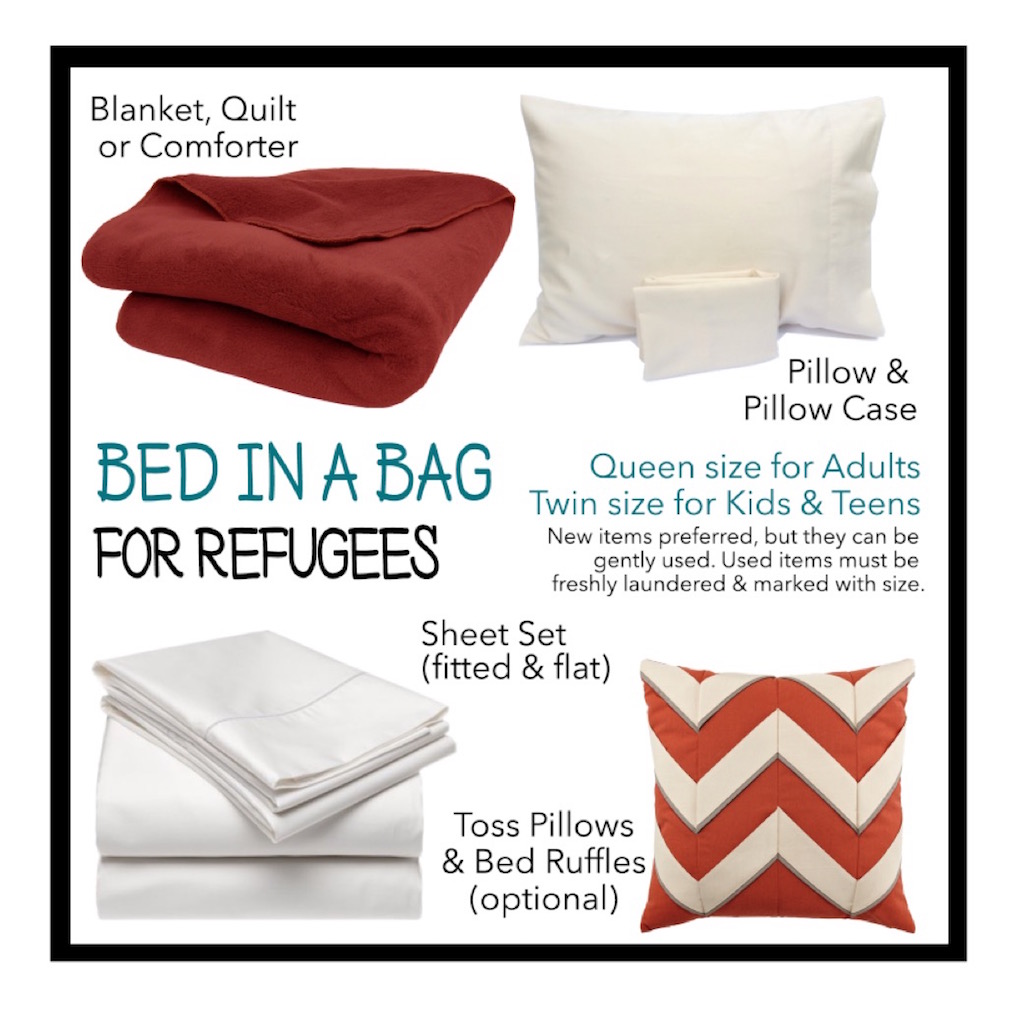 Blanket, Quilt
or Comforter
Pillow &
Pillow Case
BED IN A BAG
FOR REFUGEES
Queen size for Adults
Twin size for Kids & Teens
New items preferred, but they can be
gently used. Used items must be
freshly laundered & marked with size.
Sheet Set
(fitted & flat)
Toss Pillows
& Bed Ruffles
(optional)